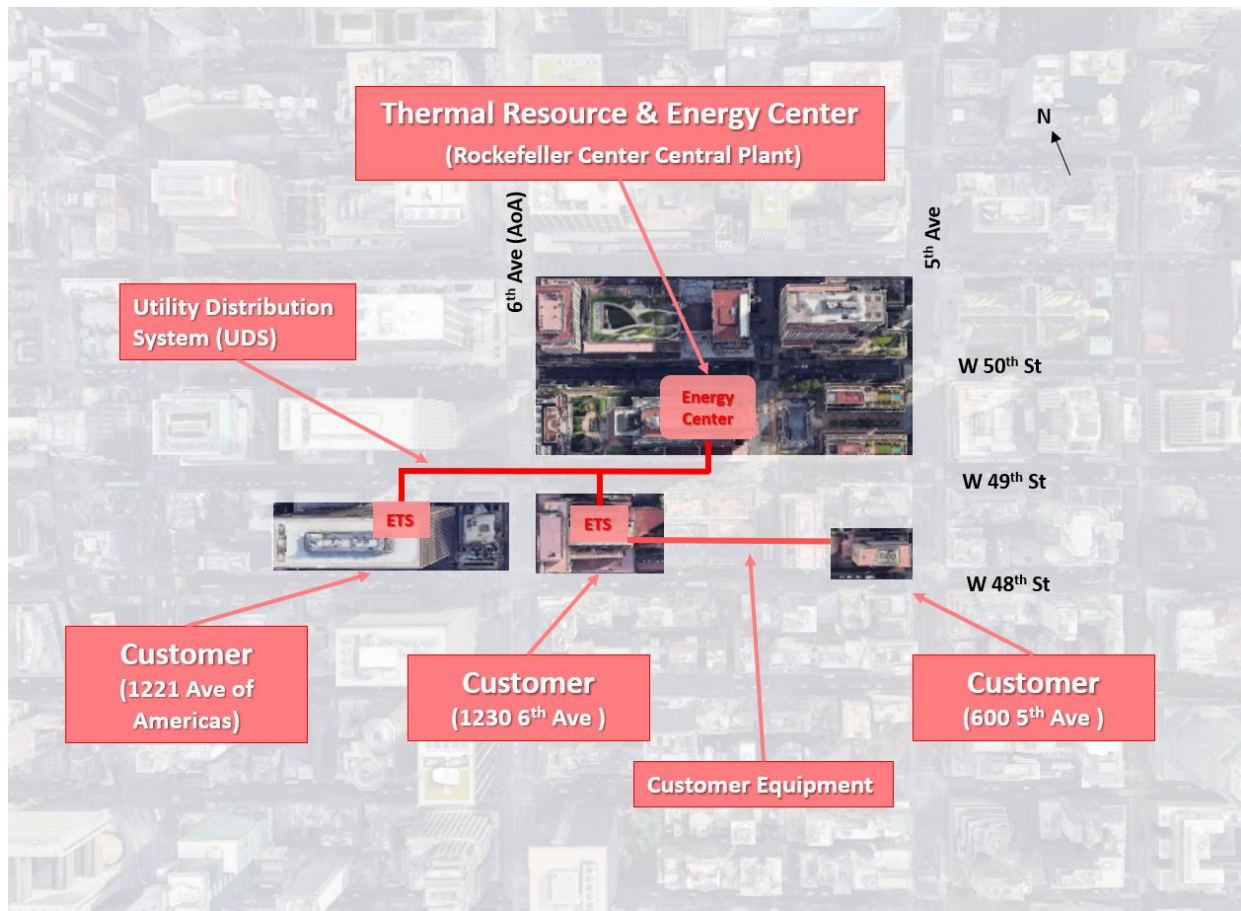 Thermal Resource & Energy Center
(Rockefeller Center Central Plant)
N
6th Ave (AoA)
5th Ave
Utility Distribution
System (UDS)
W 50th St
Energy
Center
W 49th St
ETS
ETS
W 48th St
Customer
(1221 Ave of
Americas)
Customer
(1230 6th Ave )
Customer
(600 5th Ave )
Customer Equipment